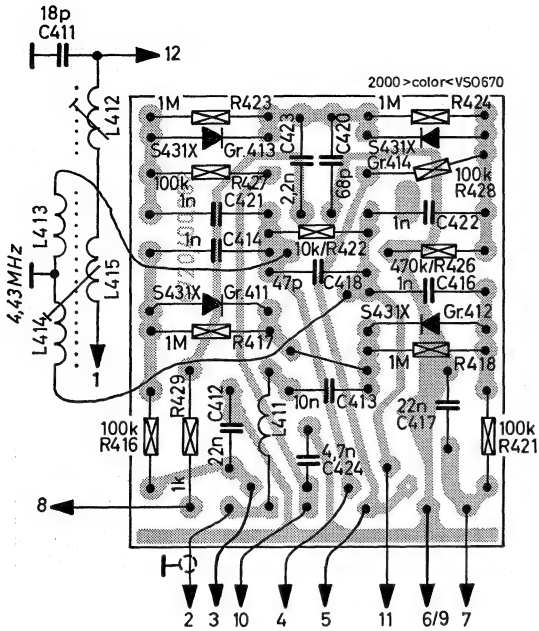 18p
C411
12
L412
2000>color<VSO670
1M R423
C423
C420
1M R424
S431X Gr.413
S431X
Gr414
100k R427
2,2n
68p
100k
R428
1n C421
1n C422
L413
1n C414
10k/R422
470k/R426
4,43MHz
L415
47p C418
1n C416
L414
S431X Gr.411
S431X Gr.412
1M R417
1M R418
1
R429
C412
L411
10n C413
22n
C417
100k
R416
1k
22n
4,7n
C424
100k
R421
8
2 3 10 4 5 11 6/9 7